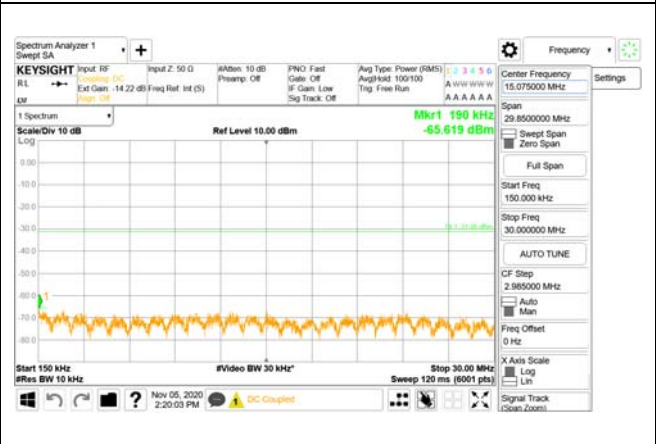 Spectrum Analyzer 1
Swept SA
Frequency
KEYSIGHT
RL
Input: RF
Coupling: DC
Ext Gain: -14.22 dB
Align: Off
Input Z: 50 Ω
Freq Ref: Int (S)
#Atten: 10 dB
Preamp: Off
PNO: Fast
Gate: Off
IF Gain: Low
Sig Track: Off
Avg Type: Power (RMS)
Avg|Hold: 100/100
Trig: Free Run
1 2 3 4 5 6
A W W W W W
A A A A A A
1 Spectrum
Scale/Div 10 dB
Log
Ref Level 10.00 dBm
Mkr1 190 kHz
-65.619 dBm
0.00
-10.0
-20.0
-30.0
-40.0
-50.0
-60.0
-70.0
-80.0
1
Start 150 kHz
#Res BW 10 kHz
#Video BW 30 kHz*
Stop 30.00 MHz
Sweep 120 ms (6001 pts)
Nov 05, 2020
2:20:03 PM
1
DC Coupled
Settings
Center Frequency
15.075000 MHz
Span
29.8500000 MHz
Swept Span
Zero Span
Full Span
Start Freq
150.000 kHz
Stop Freq
30.000000 MHz
AUTO TUNE
CF Step
2.985000 MHz
Auto
Man
Freq Offset
0 Hz
X Axis Scale
Log
Lin
Signal Track
(Span Zoom)